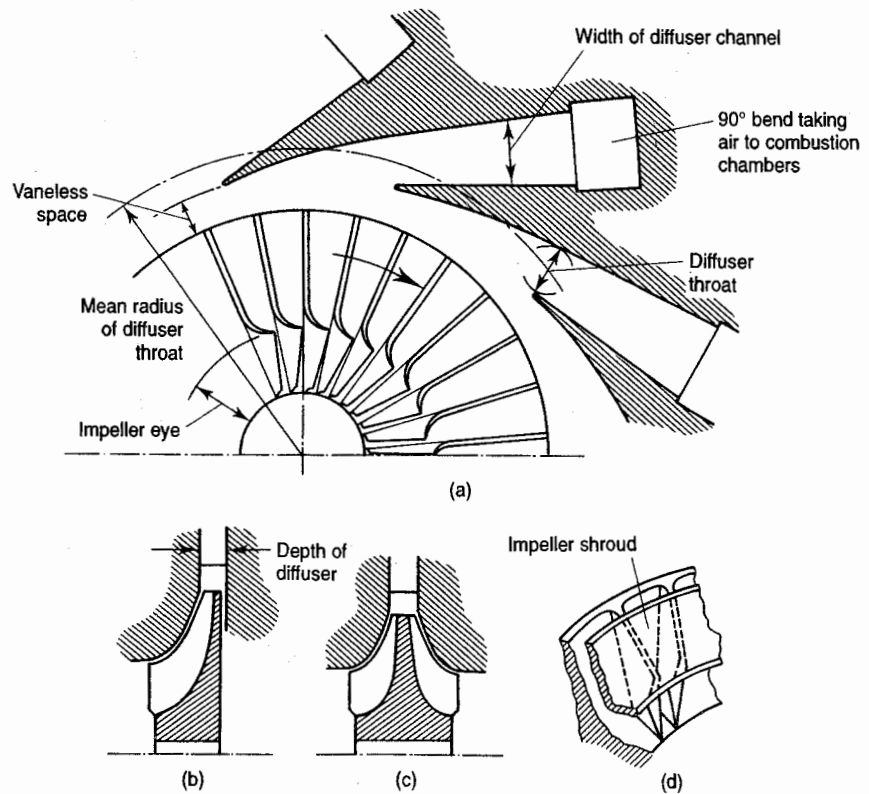 Width of diffuser channel
90° bend taking
air to combustion
chambers
Vaneless
space
Diffuser
throat
Mean radius
of diffuser
throat
Impeller eye
(a)
Depth of
diffuser
Impeller shroud
(b)
(c)
(d)